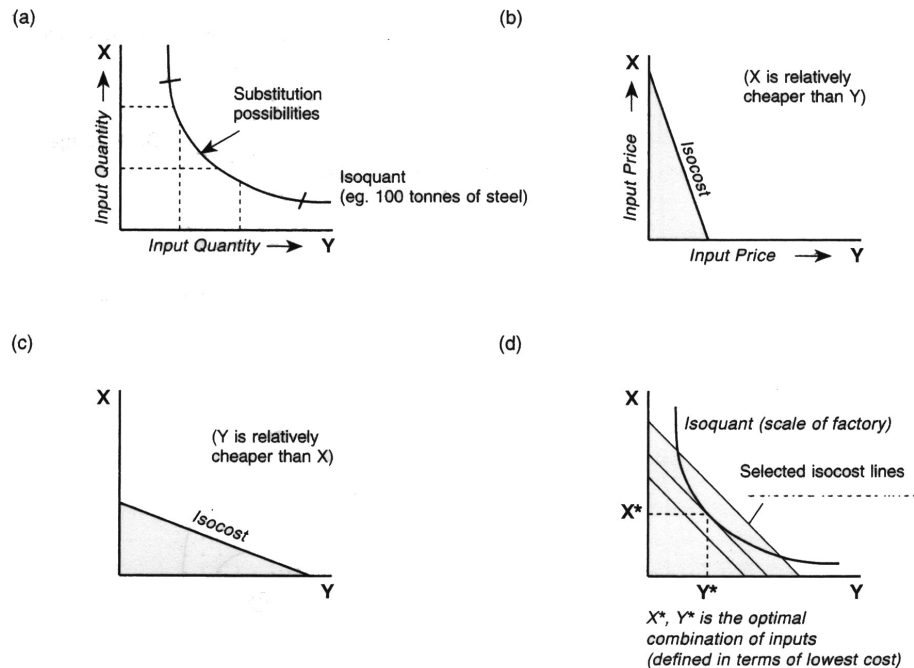 (a)
X
Input Quantity
Substitution
possibilities
Isoquant
(eg. 100 tonnes of steel)
Input Quantity
Y
(b)
X
(X is relatively
cheaper than Y)
Input Price
Isocost
Input Price
Y
(c)
X
(Y is relatively
cheaper than X)
Isocost
Y
(d)
X
Isoquant (scale of factory)
Selected isocost lines
X*
Y*
Y
X*, Y* is the optimal
combination of inputs
(defined in terms of lowest cost)